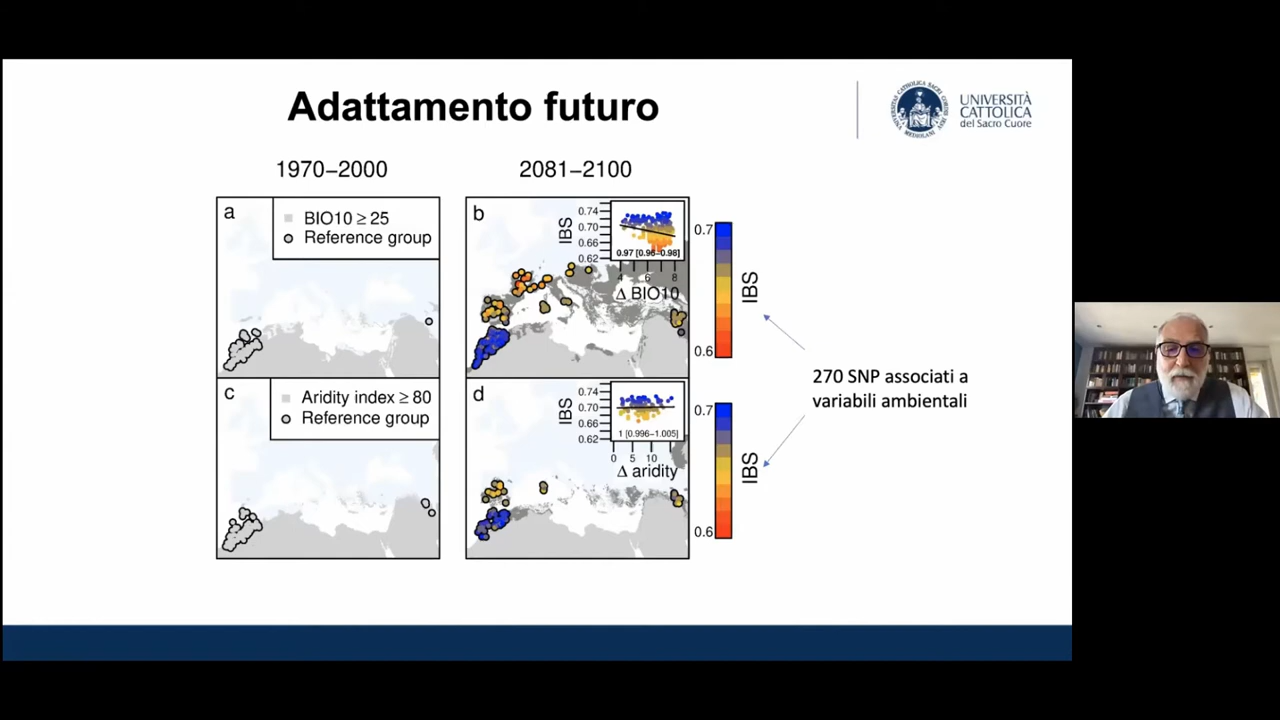 Adattamento futuro
UNIVERSITÀ
CATTOLICA
del Sacro Cuore
1970–2000
2081–2100
a
BIO10 ≥ 25
Reference group
b
IBS
0.74
0.70
0.66
0.62
0.97 [0.96–0.98]
4 6 8
Δ BIO10
0.7
IBS
0.6
c
Aridity index ≥ 80
Reference group
d
IBS
0.74
0.70
0.66
0.62
1 [0.996–1.005]
0 5 10
Δ aridity
0.7
IBS
0.6
270 SNP associati a
variabili ambientali